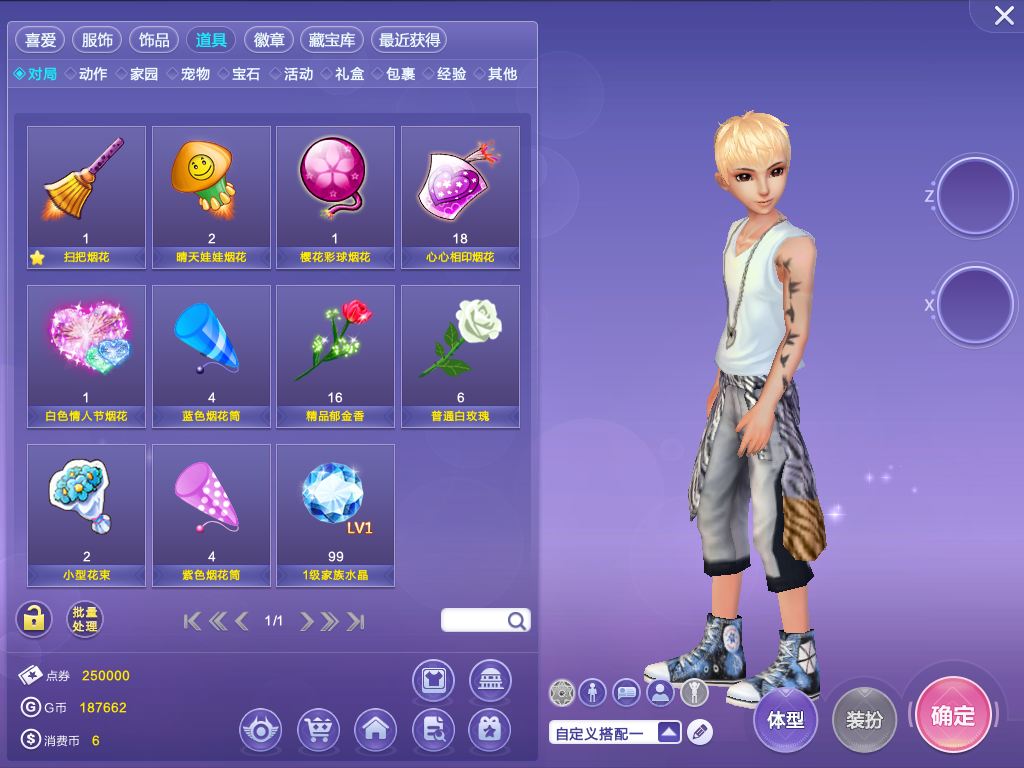 喜爱 服饰 饰品 道具 徽章 藏宝库 最近获得
对局 动作 家园 宠物 宝石 活动 礼盒 包裹 经验 其他
1 2 1 18
扫把烟花 晴天娃娃烟花 樱花彩球烟花 心心相印烟花
1 4 16 6
白色情人节烟花 蓝色烟花筒 精品郁金香 普通白玫瑰
LV1
2 4 99
小型花束 紫色烟花筒 1级家族水晶
批量
处理
1/1
点券 250000
G G币 187662
$ 消费币 6
Z
X
自定义搭配一
体型 装扮 确定